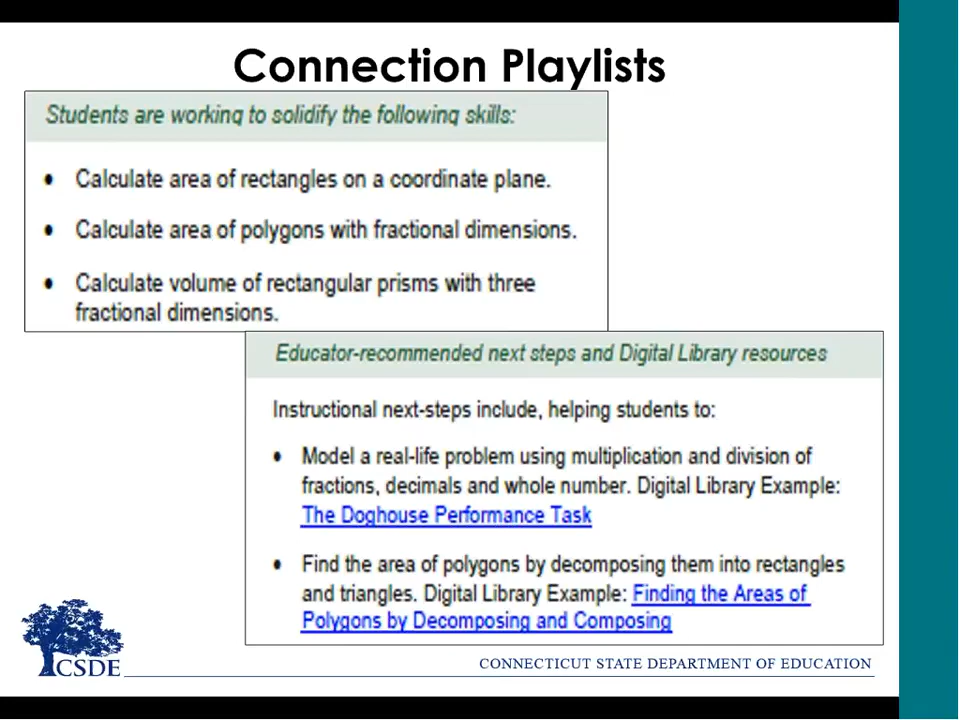 Connection Playlists
Students are working to solidify the following skills:
• Calculate area of rectangles on a coordinate plane.
• Calculate area of polygons with fractional dimensions.
• Calculate volume of rectangular prisms with three
fractional dimensions.
Educator-recommended next steps and Digital Library resources
Instructional next-steps include, helping students to:
• Model a real-life problem using multiplication and division of
fractions, decimals and whole number. Digital Library Example:
The Doghouse Performance Task
• Find the area of polygons by decomposing them into rectangles
and triangles. Digital Library Example: Finding the Areas of
Polygons by Decomposing and Composing
CSDE
CONNECTICUT STATE DEPARTMENT OF EDUCATION